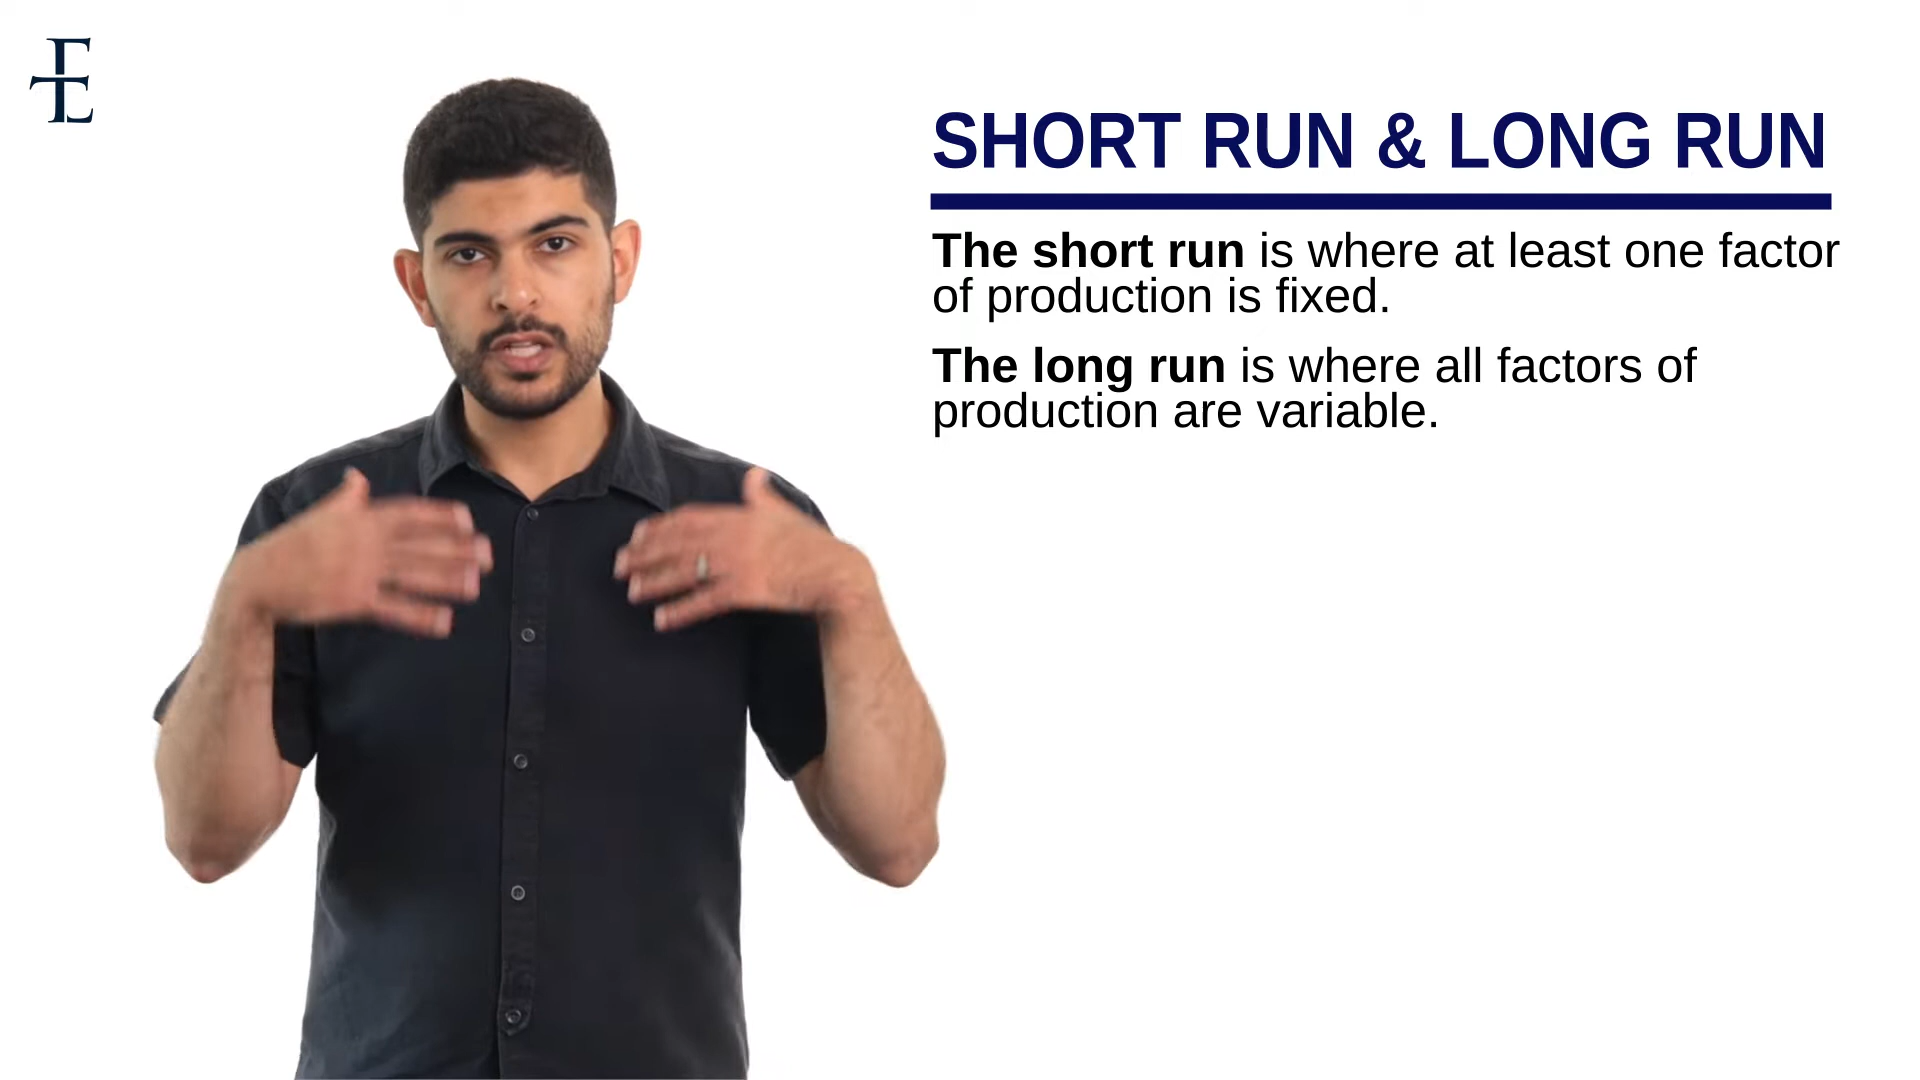 SHORT RUN & LONG RUN
The short run is where at least one factor
of production is fixed.
The long run is where all factors of
production are variable.